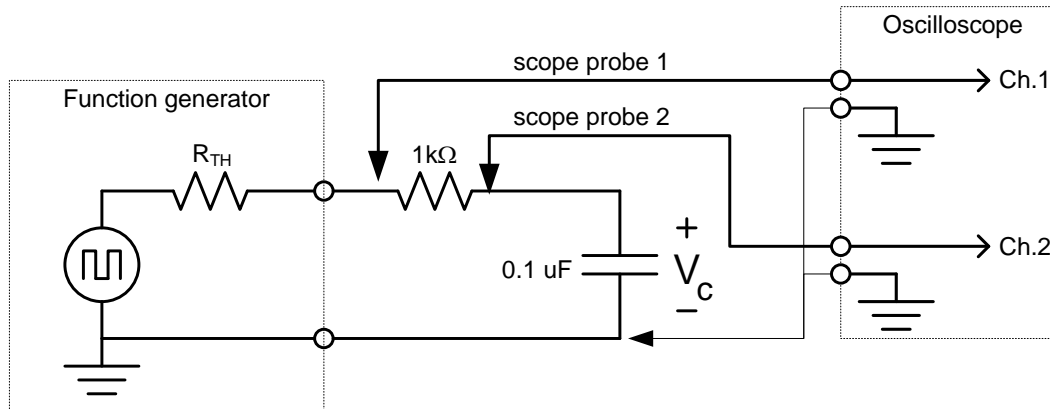 Oscilloscope
scope probe 1
Ch.1
Function generator
scope probe 2
R_TH
1kΩ
+
0.1 uF
V_c
−
Ch.2